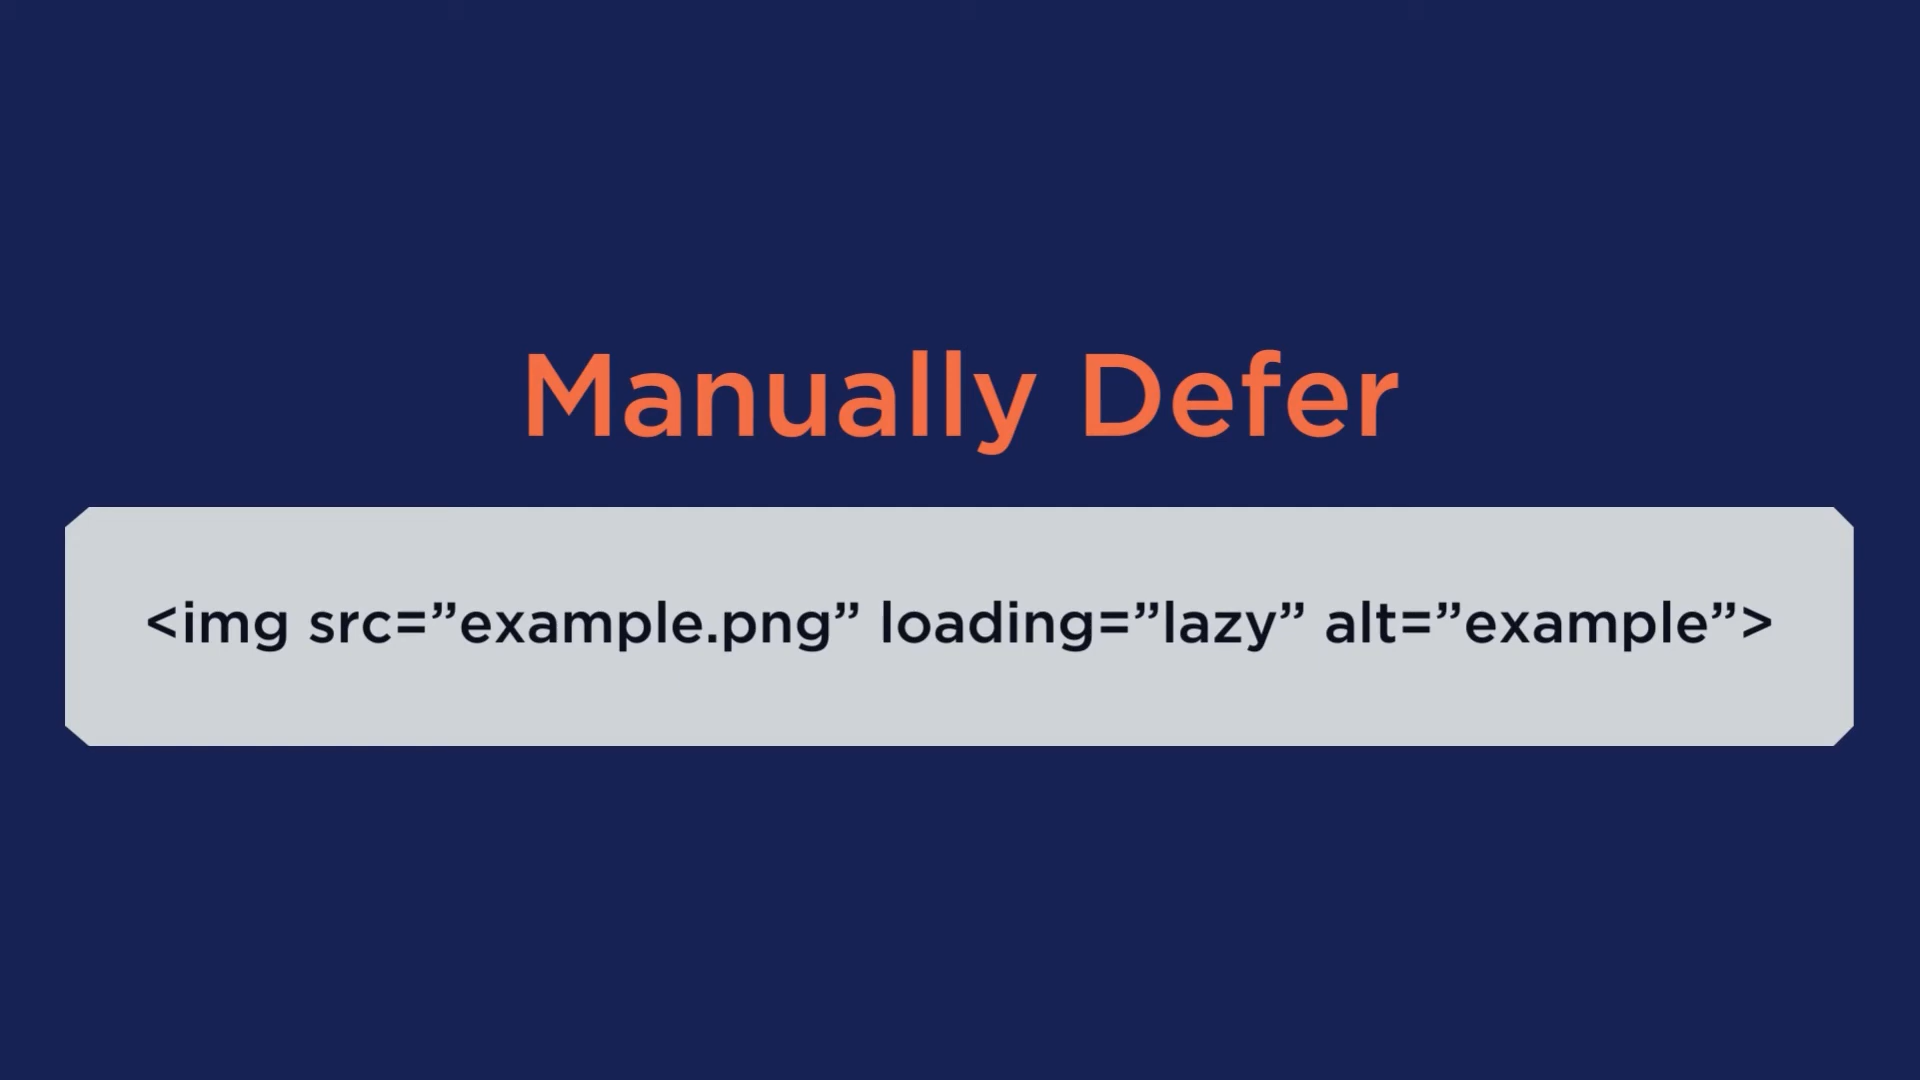 Manually Defer
<img src=”example.png” loading=”lazy” alt=”example”>